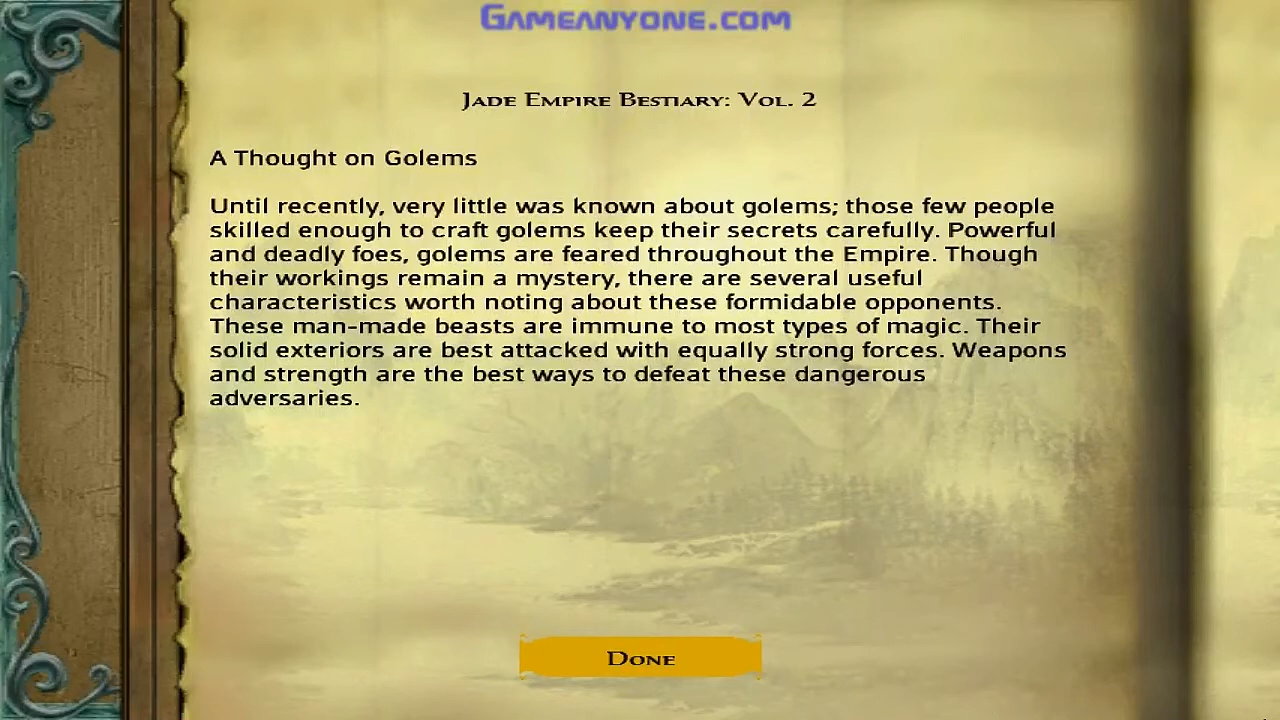 Gameanyone.com
Jade Empire Bestiary: Vol. 2
A Thought on Golems
Until recently, very little was known about golems; those few people
skilled enough to craft golems keep their secrets carefully. Powerful
and deadly foes, golems are feared throughout the Empire. Though
their workings remain a mystery, there are several useful
characteristics worth noting about these formidable opponents.
These man-made beasts are immune to most types of magic. Their
solid exteriors are best attacked with equally strong forces. Weapons
and strength are the best ways to defeat these dangerous
adversaries.
Done